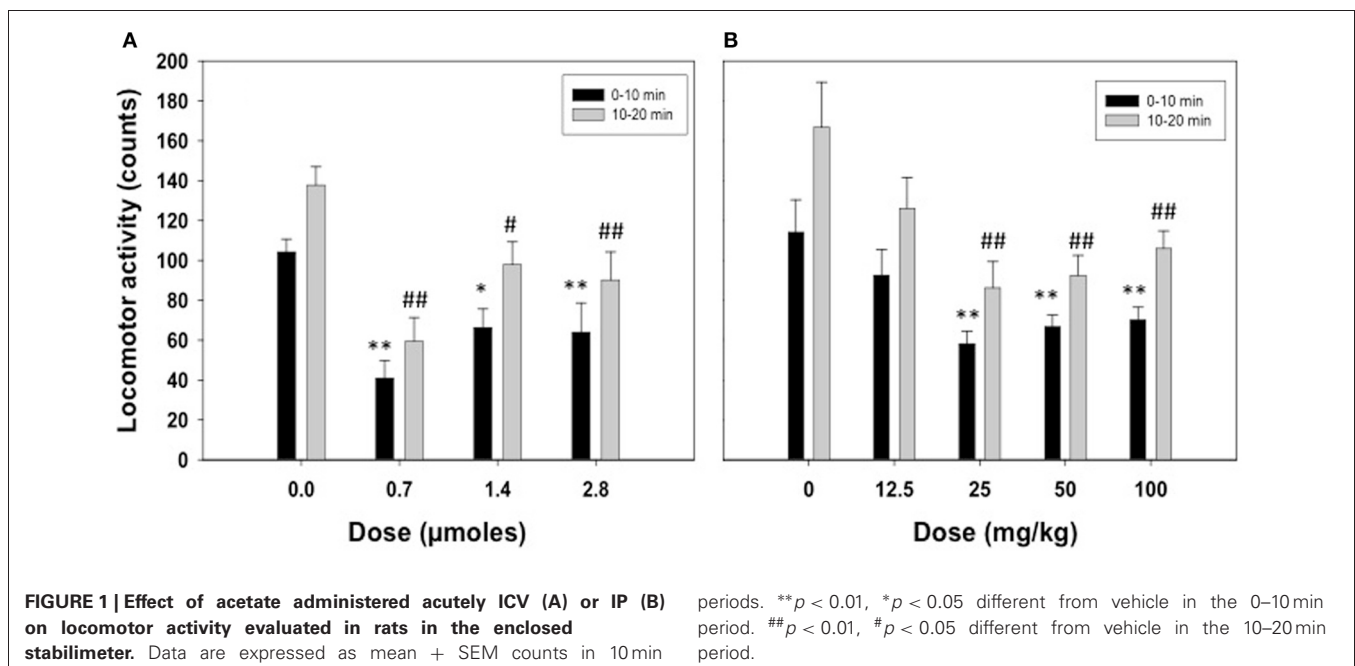 A
B
Locomotor activity (counts)
200
180
160
140
120
100
80
60
40
20
0
0-10 min
10-20 min
** ## * # ** ##
0.0 0.7 1.4 2.8
Dose (µmoles)
0-10 min
10-20 min
** ## ** ## ** ##
0 12.5 25 50 100
Dose (mg/kg)
FIGURE 1 | Effect of acetate administered acutely ICV (A) or IP (B)
on locomotor activity evaluated in rats in the enclosed
stabilimeter. Data are expressed as mean + SEM counts in 10 min
periods. **p < 0.01, *p < 0.05 different from vehicle in the 0–10 min
period. ##p < 0.01, #p < 0.05 different from vehicle in the 10–20 min
period.